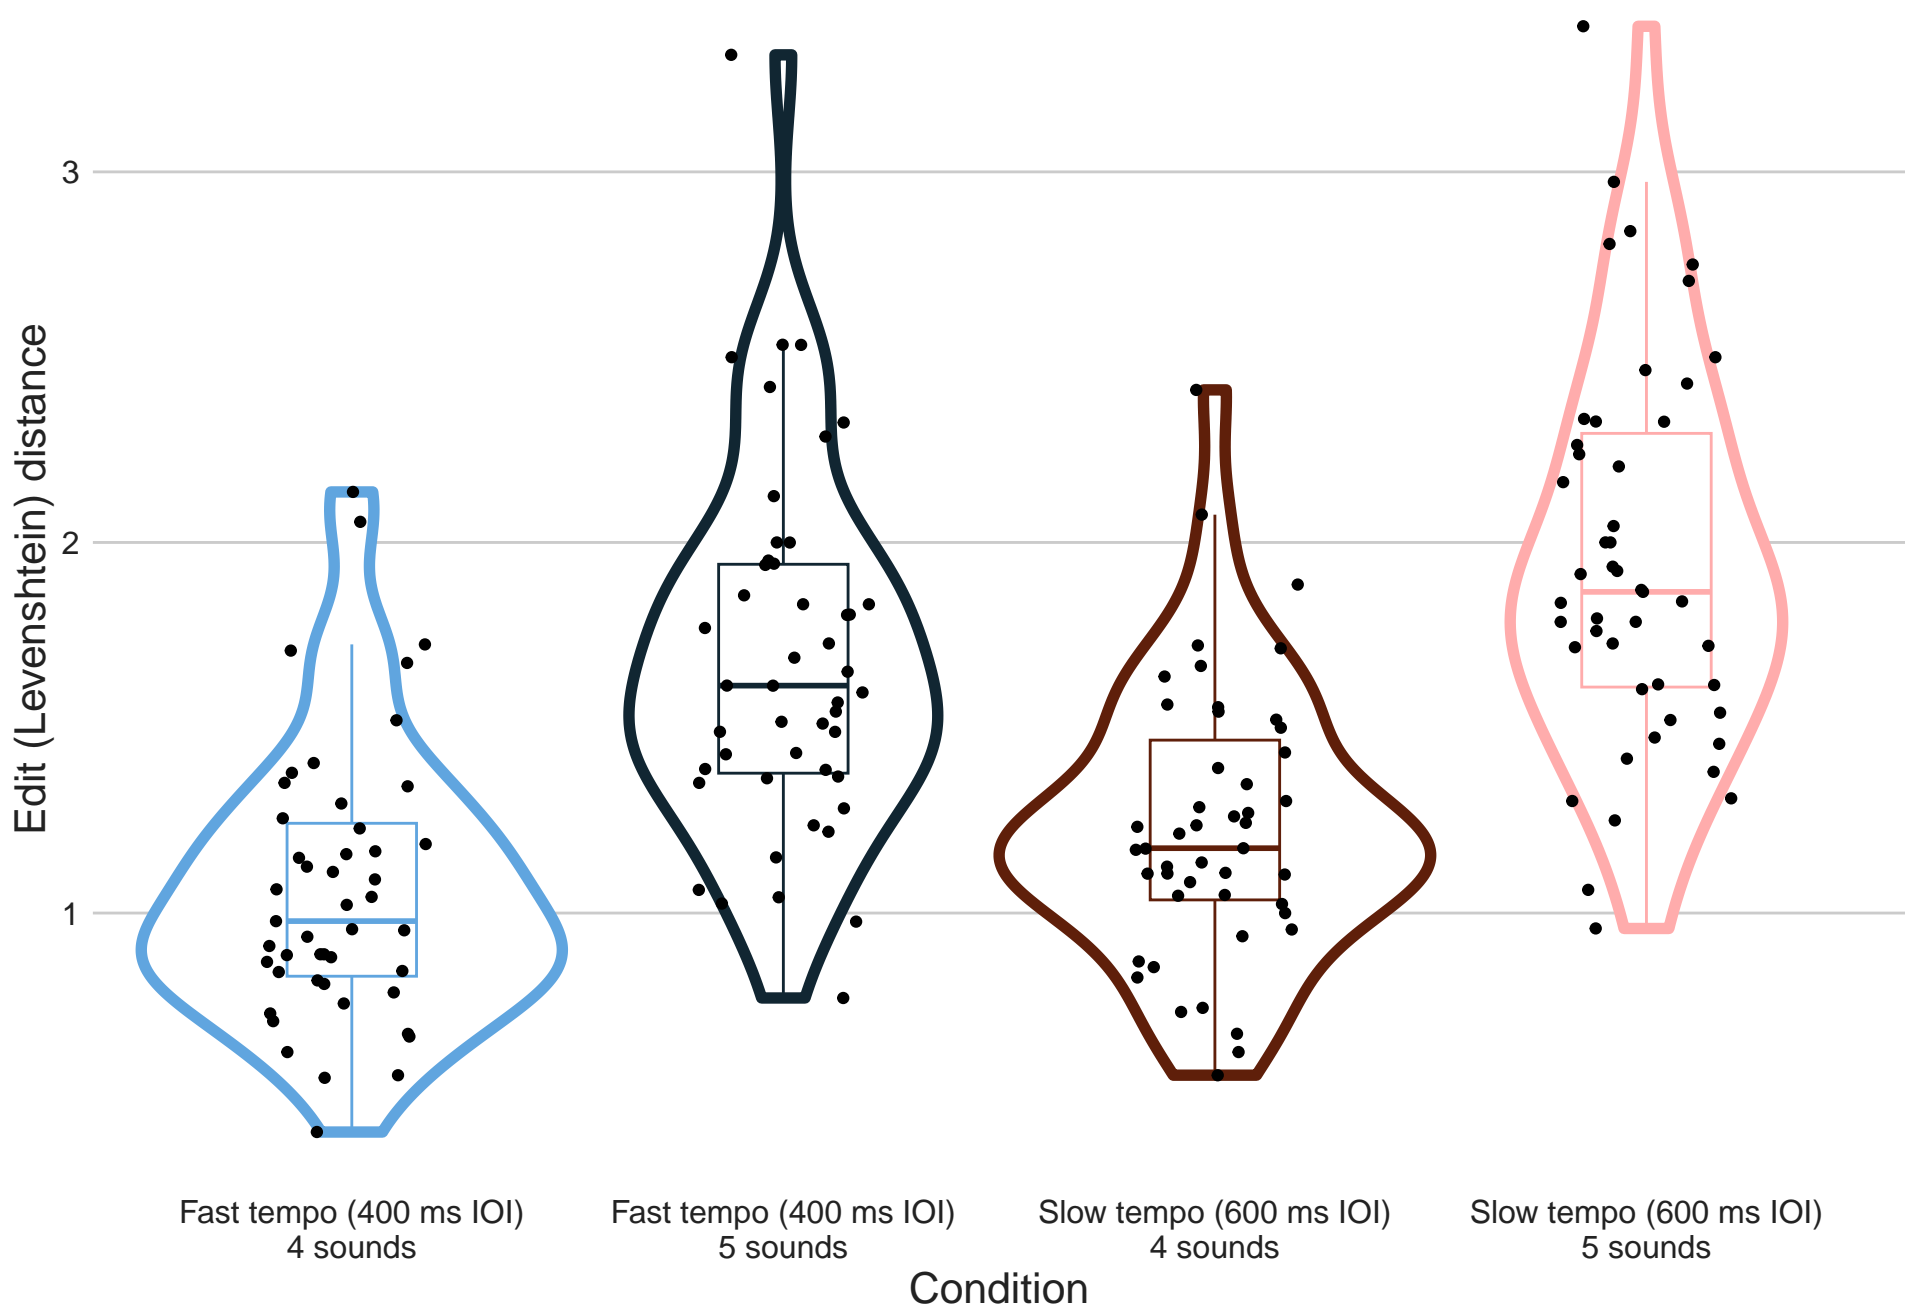 3
2
1
Edit (Levenshtein) distance
Fast tempo (400 ms IOI)
4 sounds
Fast tempo (400 ms IOI)
5 sounds
Slow tempo (600 ms IOI)
4 sounds
Slow tempo (600 ms IOI)
5 sounds
Condition